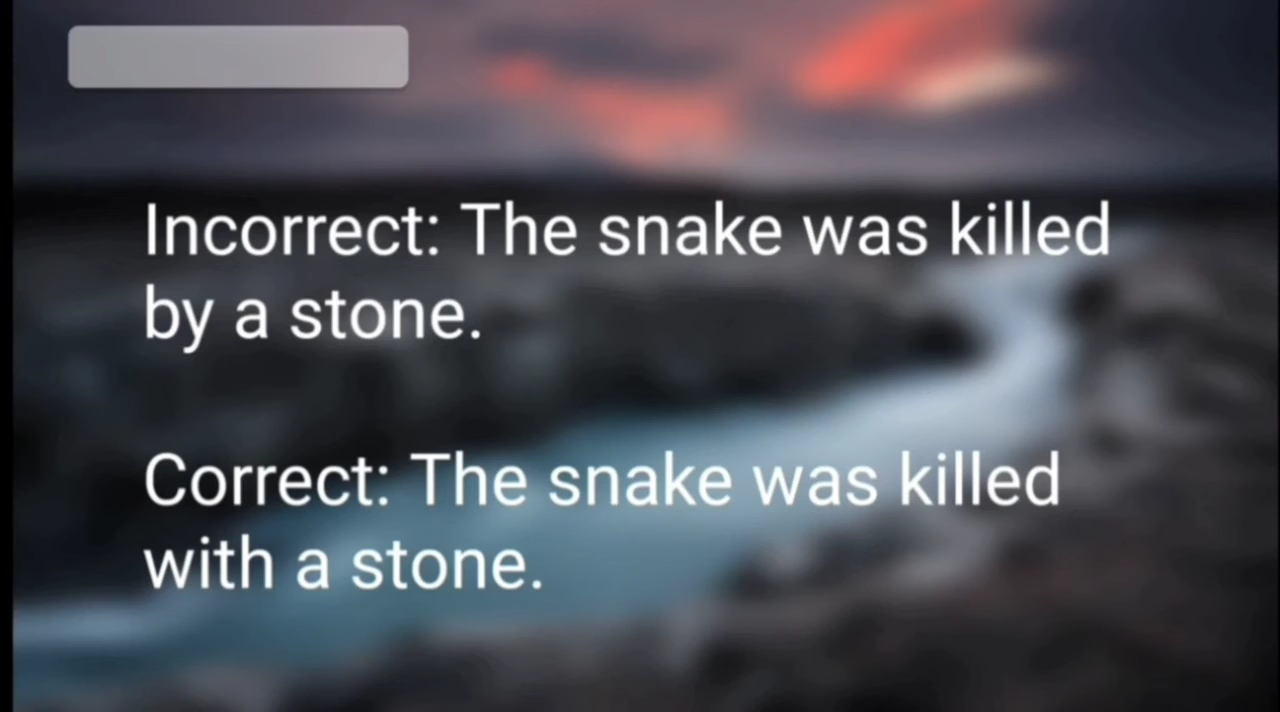 Incorrect: The snake was killed
by a stone.
Correct: The snake was killed
with a stone.